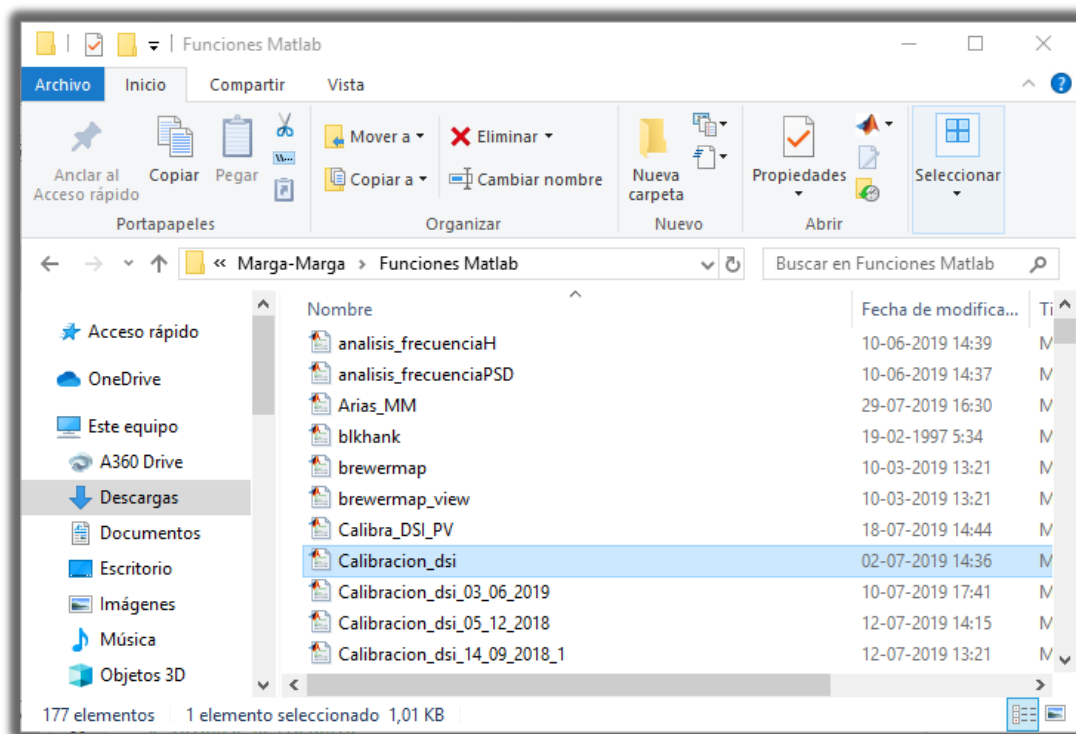 Funciones Matlab
Archivo Inicio Compartir Vista
Anclar al Acceso rápido
Copiar
Pegar
Portapapeles
Mover a
Copiar a
Eliminar
Cambiar nombre
Organizar
Nueva carpeta
Nuevo
Propiedades
Abrir
Seleccionar
« Marga-Marga > Funciones Matlab
Buscar en Funciones Matlab
Acceso rápido
OneDrive
Este equipo
A360 Drive
Descargas
Documentos
Escritorio
Imágenes
Música
Objetos 3D
Nombre Fecha de modifica... Ti
analisis_frecuenciaH 10-06-2019 14:39 M
analisis_frecuenciaPSD 10-06-2019 14:37 M
Arias_MM 29-07-2019 16:30 M
blkhank 19-02-1997 5:34 M
brewermap 10-03-2019 13:21 M
brewermap_view 10-03-2019 13:21 M
Calibra_DSI_PV 18-07-2019 14:44 M
Calibracion_dsi 02-07-2019 14:36 M
Calibracion_dsi_03_06_2019 10-07-2019 17:41 M
Calibracion_dsi_05_12_2018 12-07-2019 14:15 M
Calibracion_dsi_14_09_2018_1 12-07-2019 13:21 M
177 elementos 1 elemento seleccionado 1,01 KB